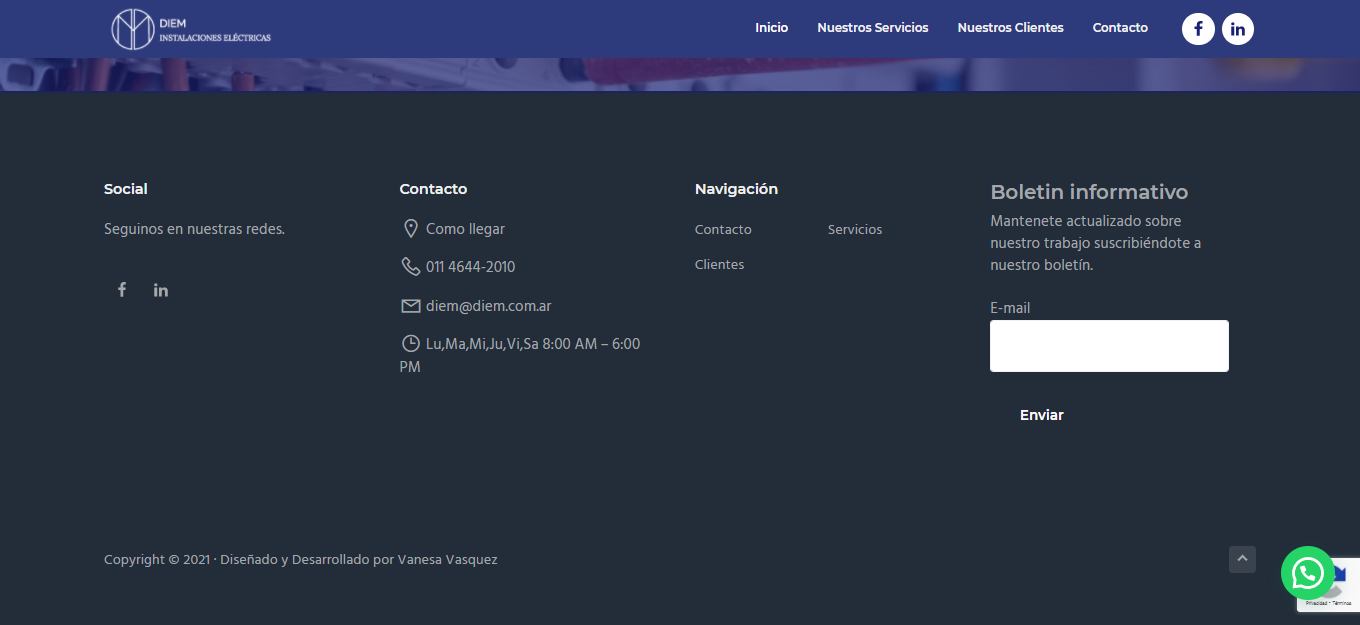 DIEM
INSTALACIONES ELÉCTRICAS
Inicio
Nuestros Servicios
Nuestros Clientes
Contacto
Social
Seguinos en nuestras redes.
Contacto
Como llegar
011 4644-2010
diem@diem.com.ar
Lu,Ma,Mi,Ju,Vi,Sa 8:00 AM – 6:00
PM
Navigación
Contacto
Servicios
Clientes
Boletin informativo
Mantenete actualizado sobre
nuestro trabajo suscribiéndote a
nuestro boletín.
E-mail
Enviar
Copyright © 2021 · Diseñado y Desarrollado por Vanesa Vasquez
Privacidad - Términos